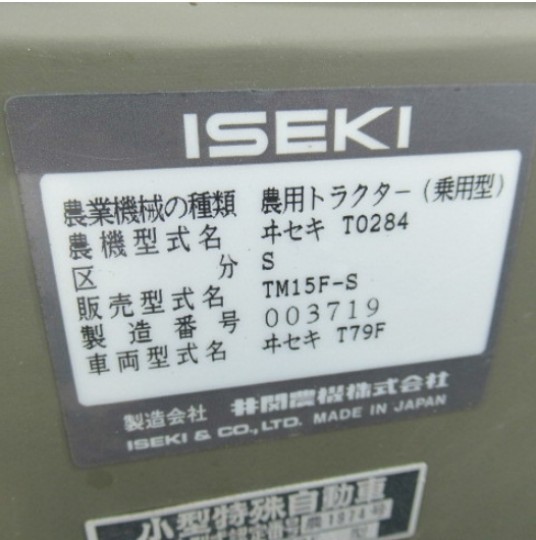 ISEKI
農業機械の種類 農用トラクター(乗用型)
農機型式名 ヰセキ T0284
区分 S
販売型式名 TM15F-S
製造番号 003719
車両型式名 ヰセキ T79F
製造会社 井関農機株式会社
ISEKI & CO., LTD. MADE IN JAPAN
小型特殊自動車